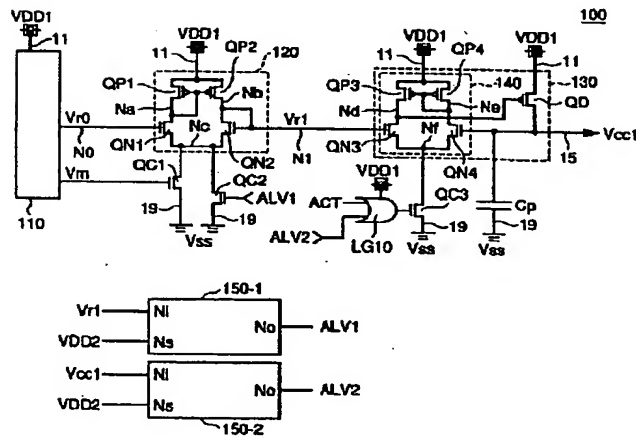 100
VDD1
11
VDD1
11
QP1
QP2
120
Na
Nb
Vr0
N0
QN1
Nc
QN2
Vr1
N1
Vm
QC1
QC2
ALV1
19
19
Vss
110
VDD1
11
VDD1
11
QP3
QP4
140
130
Nd
Ne
QD
Nf
QN3
QN4
15
Vcc1
VDD1
ACT
ALV2
LG10
QC3
19
Vss
Cp
19
Vss
150-1
Vr1
NI
No
ALV1
VDD2
Ns
Vcc1
NI
No
ALV2
VDD2
Ns
150-2